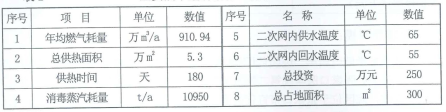 序号 项目 单位 数值 序号 名称 单位 数值
1 年均燃气耗量 万m³/a 910.94 5 二次网内供水温度 ℃ 65
2 总供热面积 万m² 5.3 6 二次网内回水温度 ℃ 55
3 供热时间 天 180 7 总投资 万元 250
4 消毒蒸汽耗量 t/a 10950 8 总占地面积 m² 300